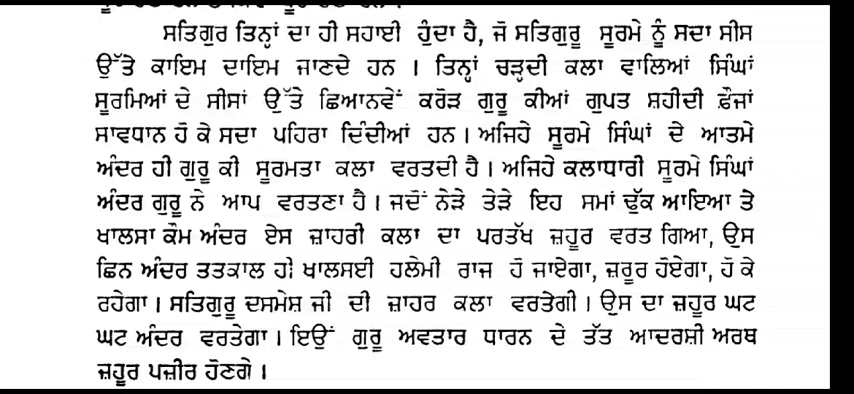 ਸਤਿਗੁਰ ਤਿਨ੍ਹਾਂ ਦਾ ਹੀ ਸਹਾਈ ਹੁੰਦਾ ਹੈ, ਜੋ ਸਤਿਗੁਰੂ ਸੂਰਮੇ ਨੂੰ ਸਦਾ ਸੀਸ
ਉੱਤੇ ਕਾਇਮ ਦਾਇਮ ਜਾਣਦੇ ਹਨ । ਤਿਨ੍ਹਾਂ ਚੜ੍ਹਦੀ ਕਲਾ ਵਾਲਿਆਂ ਸਿੰਘਾਂ
ਸੂਰਮਿਆਂ ਦੇ ਸੀਸਾਂ ਉੱਤੇ ਛਿਆਨਵੇਂ ਕਰੋੜ ਗੁਰੂ ਕੀਆਂ ਗੁਪਤ ਸ਼ਹੀਦੀ ਫ਼ੌਜਾਂ
ਸਾਵਧਾਨ ਹੋ ਕੇ ਸਦਾ ਪਹਿਰਾ ਦਿੰਦੀਆਂ ਹਨ । ਅਜਿਹੇ ਸੂਰਮੇ ਸਿੰਘਾਂ ਦੇ ਆਤਮੇ
ਅੰਦਰ ਹੀ ਗੁਰੂ ਕੀ ਸੂਰਮਤਾ ਕਲਾ ਵਰਤਦੀ ਹੈ । ਅਜਿਹੇ ਕਲਾਧਾਰੀ ਸੂਰਮੇ ਸਿੰਘਾਂ
ਅੰਦਰ ਗੁਰੂ ਨੇ ਆਪ ਵਰਤਣਾ ਹੈ । ਜਦੋਂ ਨੇੜੇ ਤੇੜੇ ਇਹ ਸਮਾਂ ਢੁੱਕ ਆਇਆ ਤੇ
ਖਾਲਸਾ ਕੌਮ ਅੰਦਰ ਏਸ ਜ਼ਾਹਰੀ ਕਲਾ ਦਾ ਪਰਤੱਖ ਜ਼ਹੂਰ ਵਰਤ ਗਿਆ, ਉਸ
ਛਿਨ ਅੰਦਰ ਤਤਕਾਲ ਹੀ ਖਾਲਸਈ ਹਲੇਮੀ ਰਾਜ ਹੋ ਜਾਏਗਾ, ਜ਼ਰੂਰ ਹੋਏਗਾ, ਹੋ ਕੇ
ਰਹੇਗਾ । ਸਤਿਗੁਰੂ ਦਸਮੇਸ਼ ਜੀ ਦੀ ਜ਼ਾਹਰ ਕਲਾ ਵਰਤੇਗੀ । ਉਸ ਦਾ ਜ਼ਹੂਰ ਘਟ
ਘਟ ਅੰਦਰ ਵਰਤੇਗਾ । ਇਉਂ ਗੁਰੂ ਅਵਤਾਰ ਧਾਰਨ ਦੇ ਤੱਤ ਆਦਰਸ਼ੀ ਅਰਥ
ਜ਼ਹੂਰ ਪਜ਼ੀਰ ਹੋਣਗੇ ।